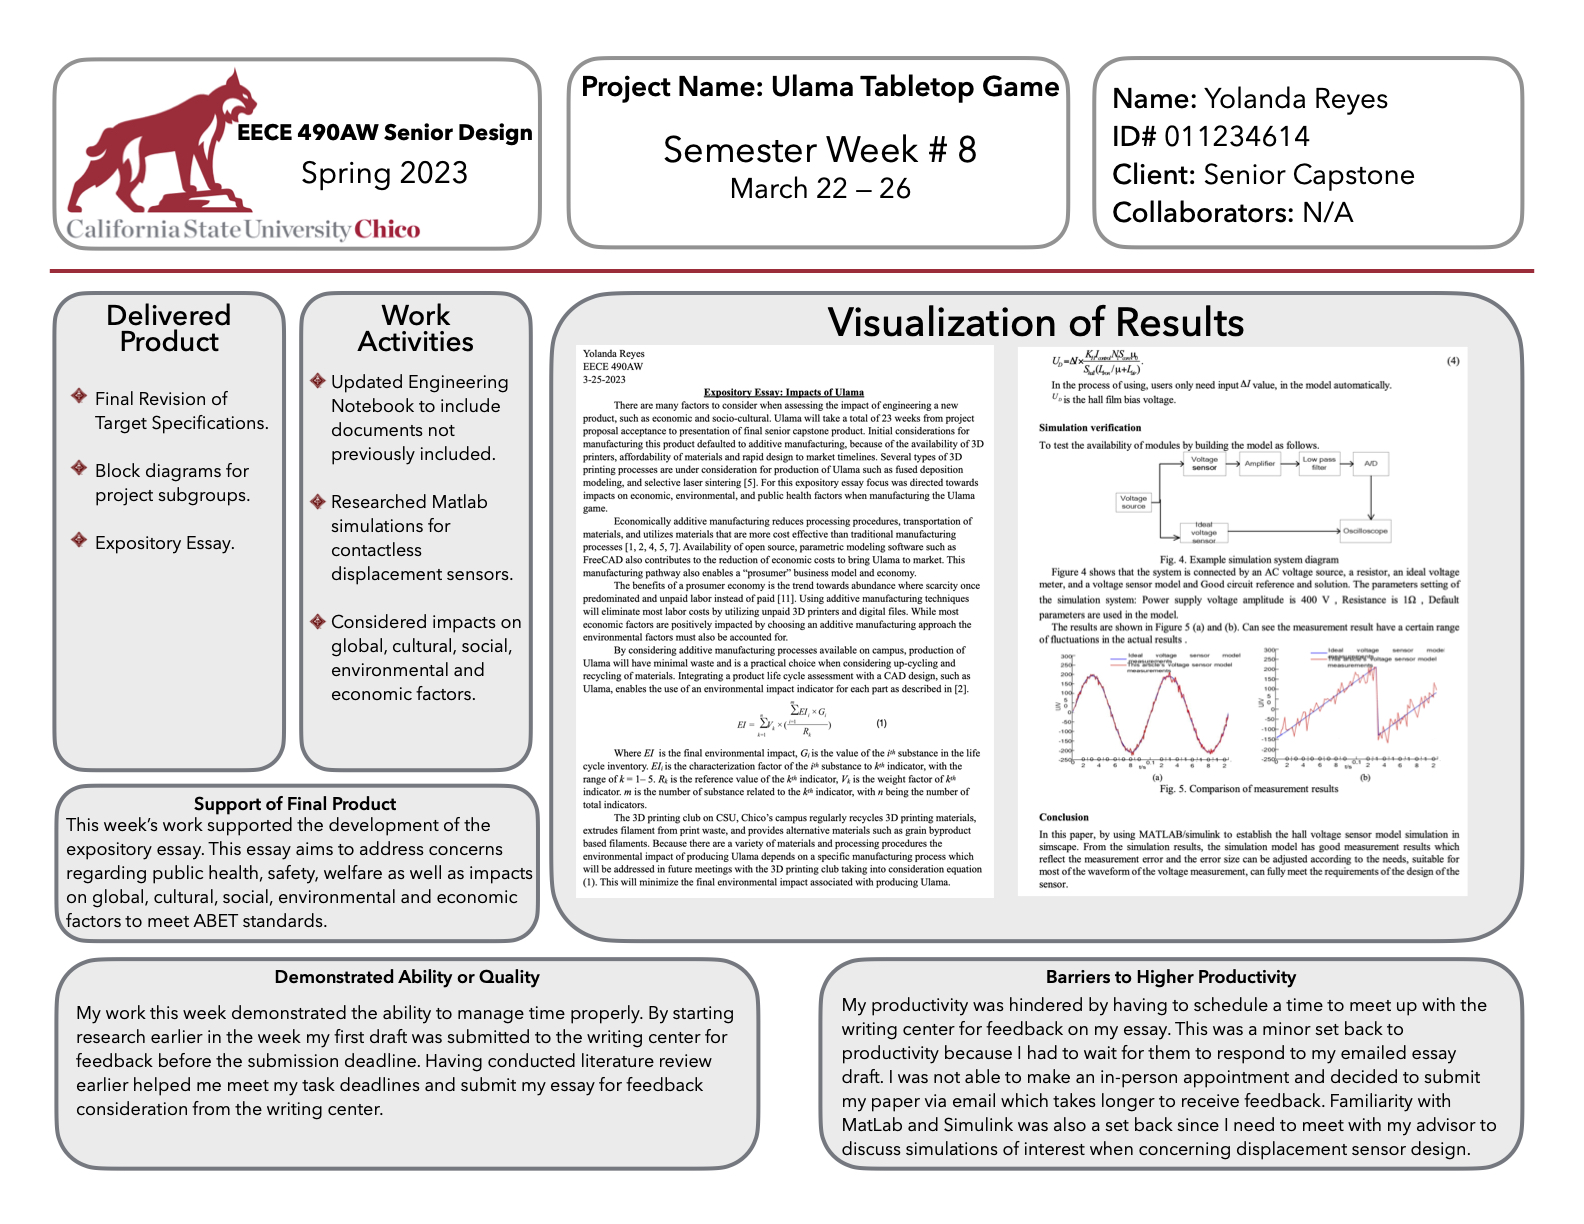 EECE 490AW Senior Design
Spring 2023
California State University Chico
Project Name: Ulama Tabletop Game
Semester Week # 8
March 22 – 26
Name: Yolanda Reyes
ID# 011234614
Client: Senior Capstone
Collaborators: N/A
Delivered
Product
Final Revision of
Target Specifications.
Block diagrams for
project subgroups.
Expository Essay.
Work
Activities
Updated Engineering
Notebook to include
documents not
previously included.
Researched Matlab
simulations for
contactless
displacement sensors.
Considered impacts on
global, cultural, social,
environmental and
economic factors.
Visualization of Results
Yolanda Reyes
EECE 490AW
3-25-2023
Expository Essay: Impacts of Ulama
There are many factors to consider when assessing the impact of engineering a new
product, such as economic and socio-cultural. Ulama will take a total of 23 weeks from project
proposal acceptance to presentation of final senior capstone product. Initial considerations for
manufacturing this product defaulted to additive manufacturing, because of the availability of 3D
printers, affordability of materials and rapid design to market timelines. Several types of 3D
printing processes are under consideration for production of Ulama such as fused deposition
modeling, and selective laser sintering [5]. For this expository essay focus was directed towards
impacts on economic, environmental, and public health factors when manufacturing the Ulama
game.
Economically additive manufacturing reduces processing procedures, transportation of
materials, and utilizes materials that are more cost effective than traditional manufacturing
processes [1, 2, 4, 5, 7]. Availability of open source, parametric modeling software such as
FreeCAD also contributes to the reduction of economic costs to bring Ulama to market. This
manufacturing pathway also enables a “prosumer” business model and economy.
The benefits of a prosumer economy is the trend towards abundance where scarcity once
predominated and unpaid labor instead of paid [11]. Using additive manufacturing techniques
will eliminate most labor costs by utilizing unpaid 3D printers and digital files. While most
economic factors are positively impacted by choosing an additive manufacturing approach the
environmental factors must also be accounted for.
By considering additive manufacturing processes available on campus, production of
Ulama will have minimal waste and is a practical choice when considering up-cycling and
recycling of materials. Integrating a product life cycle assessment with a CAD design, such as
Ulama, enables the use of an environmental impact indicator for each part as described in [2].
(1)
Where EI is the final environmental impact, Gi is the value of the ith substance in the life
cycle inventory. EIi is the characterization factor of the ith substance to kth indicator, with the
range of k = 1– 5. Rk is the reference value of the kth indicator, Vk is the weight factor of kth
indicator. m is the number of substance related to the kth indicator, with n being the number of
total indicators.
The 3D printing club on CSU, Chico’s campus regularly recycles 3D printing materials,
extrudes filament from print waste, and provides alternative materials such as grain byproduct
based filaments. Because there are a variety of materials and processing procedures the
environmental impact of producing Ulama depends on a specific manufacturing process which
will be addressed in future meetings with the 3D printing club taking into consideration equation
(1). This will minimize the final environmental impact associated with producing Ulama.
(4)
In the process of using, users only need input ΔI value, in the model automatically.
is the hall film bias voltage.
Simulation verification
To test the availability of modules by building the model as follows.
Voltage
sensor
Amplifier
Low pass
filter
A/D
Voltage
source
Ideal
voltage
sensor
Oscilloscope
Fig. 4. Example simulation system diagram
Figure 4 shows that the system is connected by an AC voltage source, a resistor, an ideal voltage
meter, and a voltage sensor model and Good circuit reference and solution. The parameters setting of
the simulation system: Power supply voltage amplitude is 400 V , Resistance is 1Ω , Default
parameters are used in the model.
The results are shown in Figure 5 (a) and (b). Can see the measurement result have a certain range
of fluctuations in the actual results .
Ideal voltage sensor model
This article's voltage sensor model
measurements
Ideal voltage sensor mode
This article's voltage sensor model
measurements
(a)
(b)
Fig. 5. Comparison of measurement results
Conclusion
In this paper, by using MATLAB/simulink to establish the hall voltage sensor model simulation in
simscape. From the simulation results, the simulation model has good measurement results which
reflect the measurement error and the error size can be adjusted according to the needs, suitable for
most of the waveform of the voltage measurement, can fully meet the requirements of the design of the
sensor.
Support of Final Product
This week’s work supported the development of the
expository essay. This essay aims to address concerns
regarding public health, safety, welfare as well as impacts
on global, cultural, social, environmental and economic
factors to meet ABET standards.
Demonstrated Ability or Quality
My work this week demonstrated the ability to manage time properly. By starting
research earlier in the week my first draft was submitted to the writing center for
feedback before the submission deadline. Having conducted literature review
earlier helped me meet my task deadlines and submit my essay for feedback
consideration from the writing center.
Barriers to Higher Productivity
My productivity was hindered by having to schedule a time to meet up with the
writing center for feedback on my essay. This was a minor set back to
productivity because I had to wait for them to respond to my emailed essay
draft. I was not able to make an in-person appointment and decided to submit
my paper via email which takes longer to receive feedback. Familiarity with
MatLab and Simulink was also a set back since I need to meet with my advisor to
discuss simulations of interest when concerning displacement sensor design.